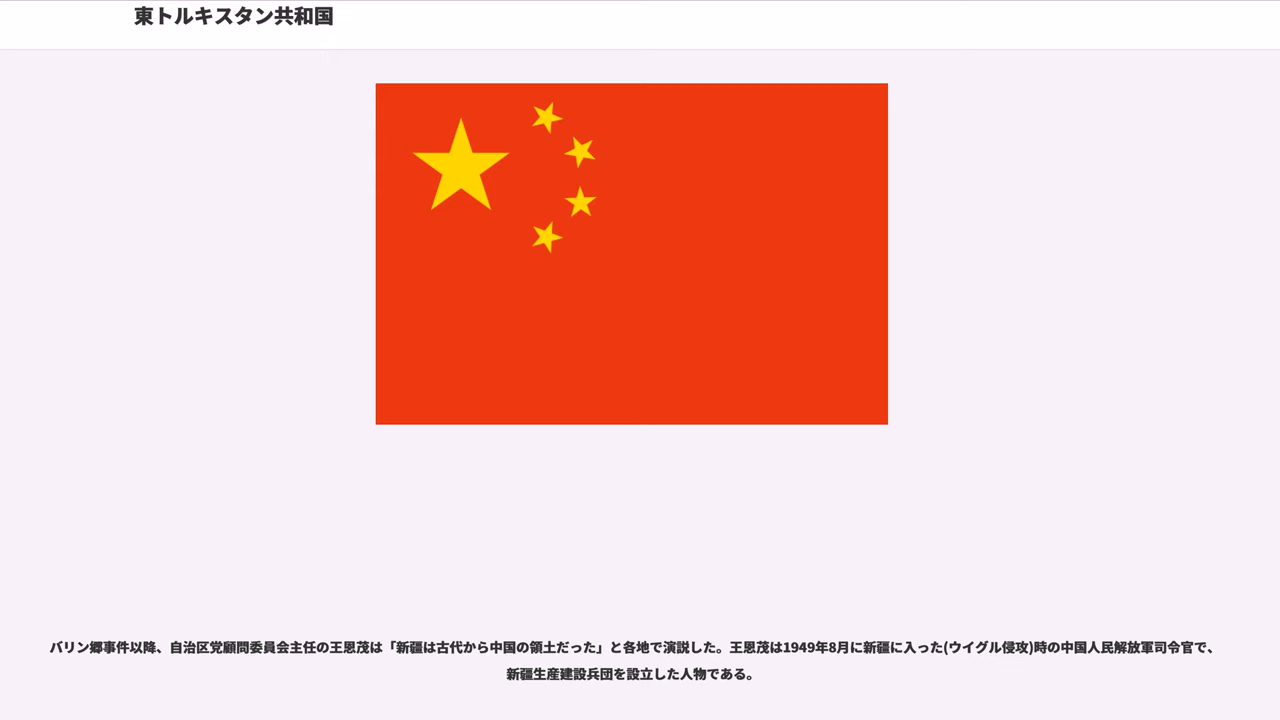 東トルキスタン共和国
バリン郷事件以降、自治区党顧問委員会主任の王恩茂は「新疆は古代から中国の領土だった」と各地で演説した。王恩茂は1949年8月に新疆に入った(ウイグル侵攻)時の中国人民解放軍司令官で、
新疆生産建設兵団を設立した人物である。